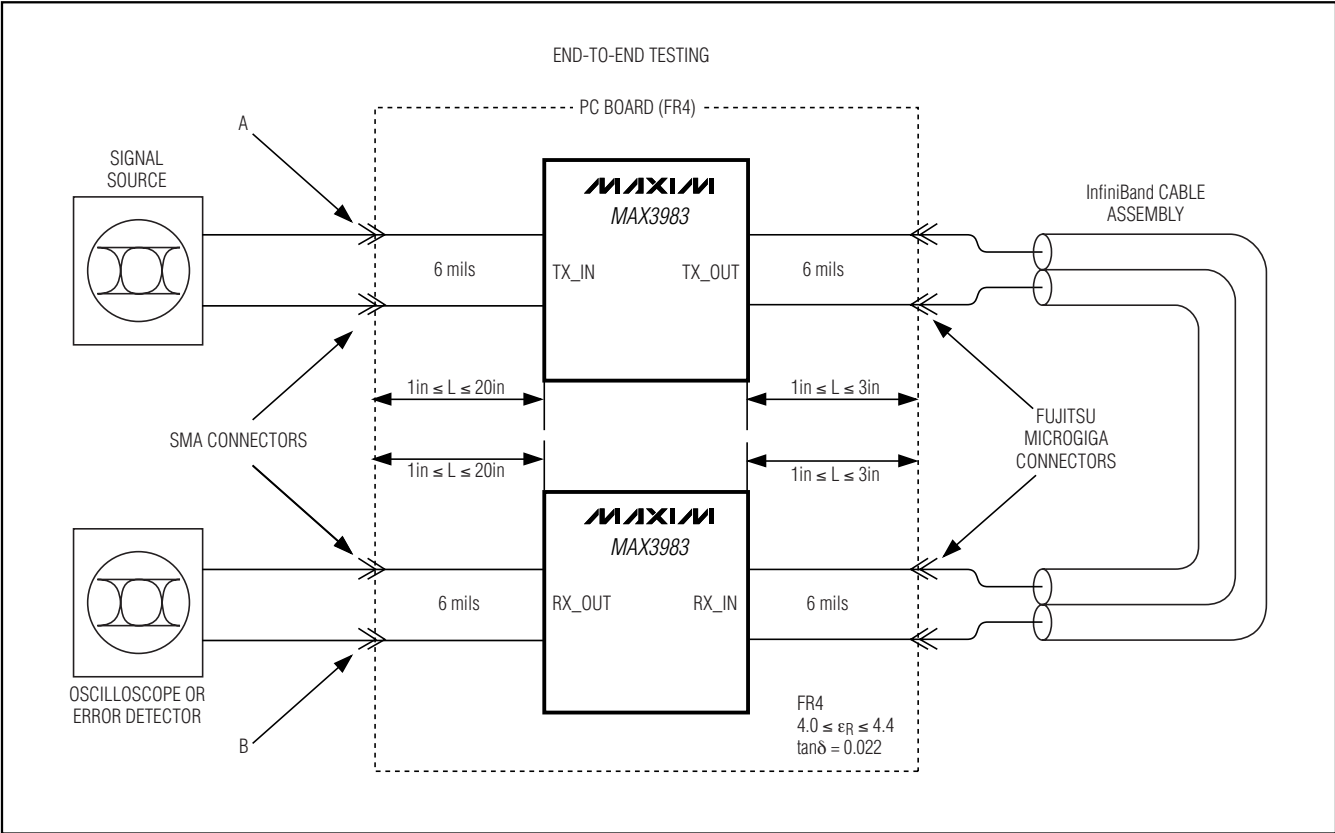 END-TO-END TESTING
PC BOARD (FR4)
A
SIGNAL
SOURCE
MAXIM
MAX3983
InfiniBand CABLE
ASSEMBLY
6 mils
TX_IN
TX_OUT
6 mils
1in ≤ L ≤ 20in
1in ≤ L ≤ 3in
SMA CONNECTORS
FUJITSU
MICROGIGA
CONNECTORS
1in ≤ L ≤ 20in
1in ≤ L ≤ 3in
MAXIM
MAX3983
6 mils
RX_OUT
RX_IN
6 mils
OSCILLOSCOPE OR
ERROR DETECTOR
B
FR4
4.0 ≤ εR ≤ 4.4
tanδ = 0.022